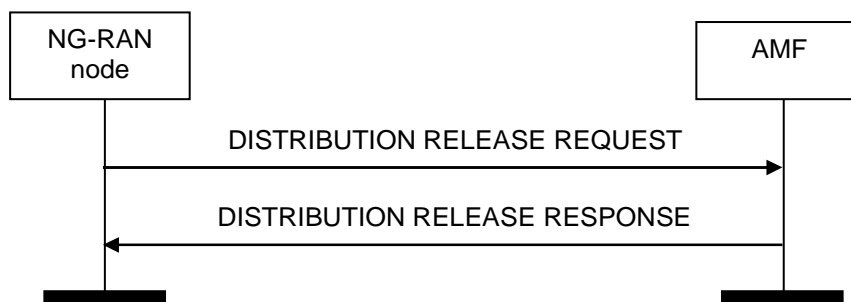 NG-RAN
node
AMF
DISTRIBUTION RELEASE REQUEST
DISTRIBUTION RELEASE RESPONSE